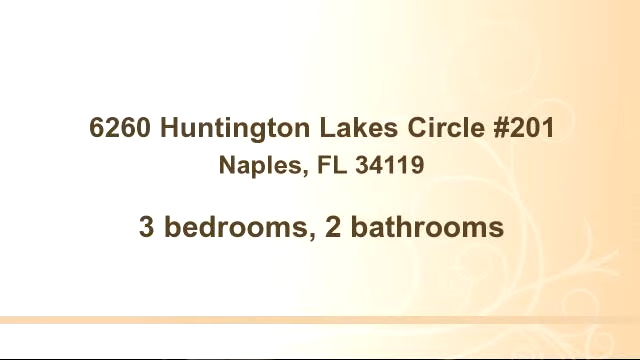 6260 Huntington Lakes Circle #201
Naples, FL 34119
3 bedrooms, 2 bathrooms